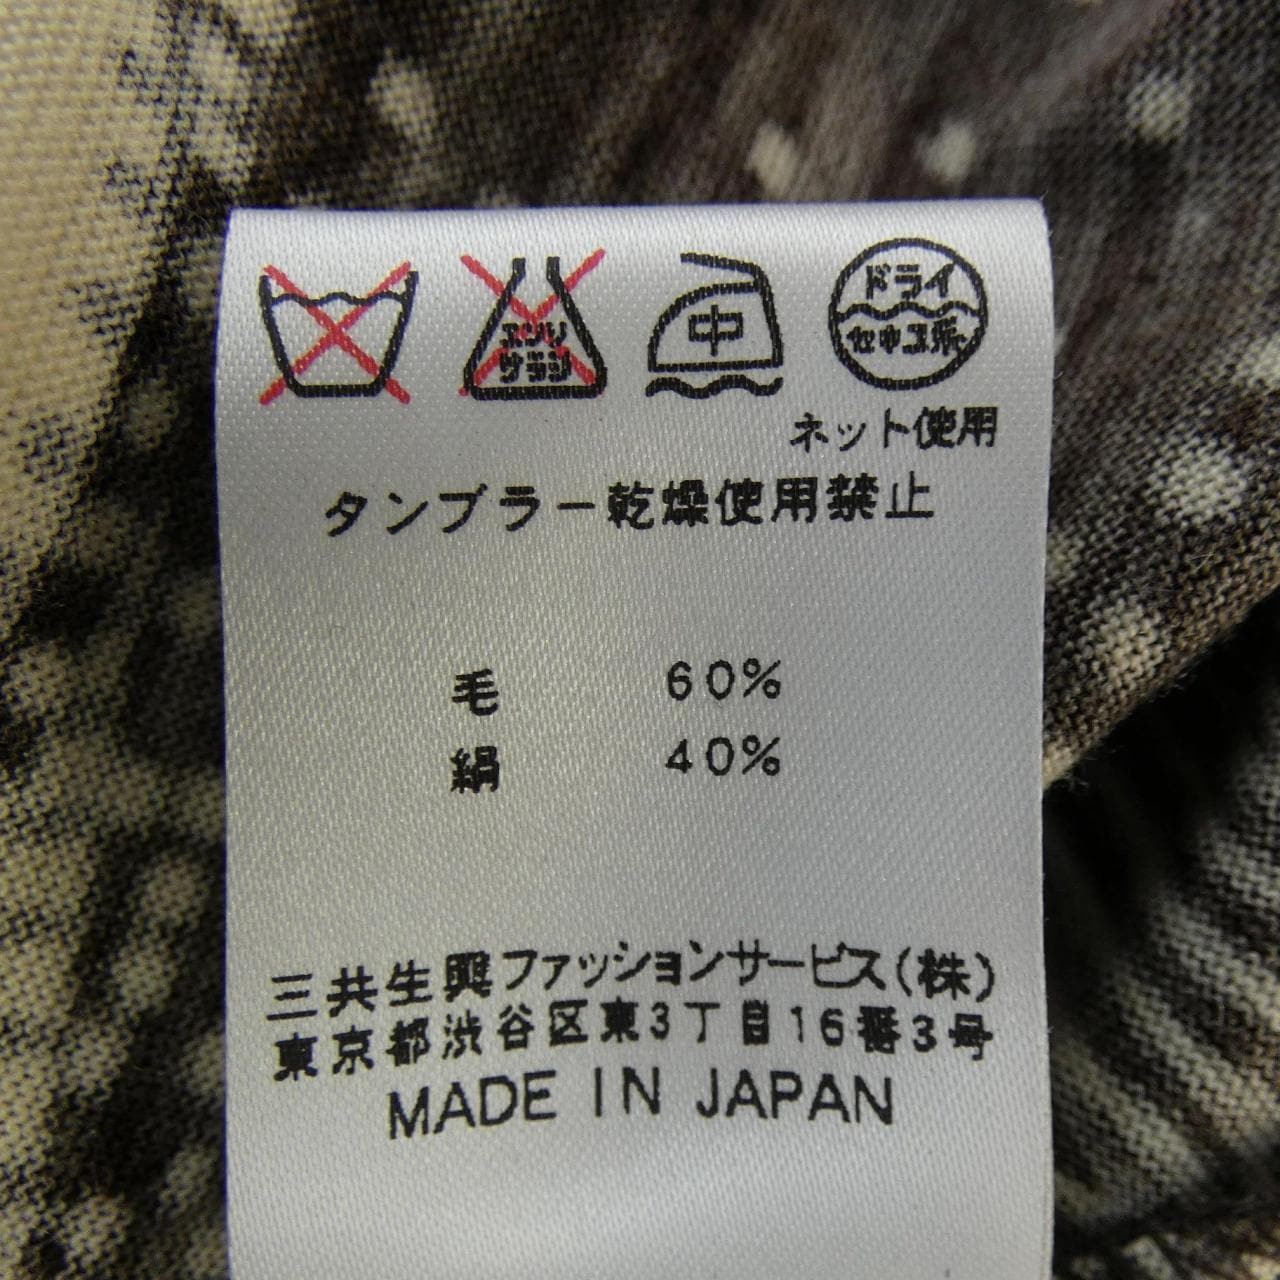 エンソ
サラシ
中
ドライ
セキユ系
ネット使用
タンブラー乾燥使用禁止
毛 60%
絹 40%
三共生興ファッションサービス(株)
東京都渋谷区東3丁目16番3号
MADE IN JAPAN